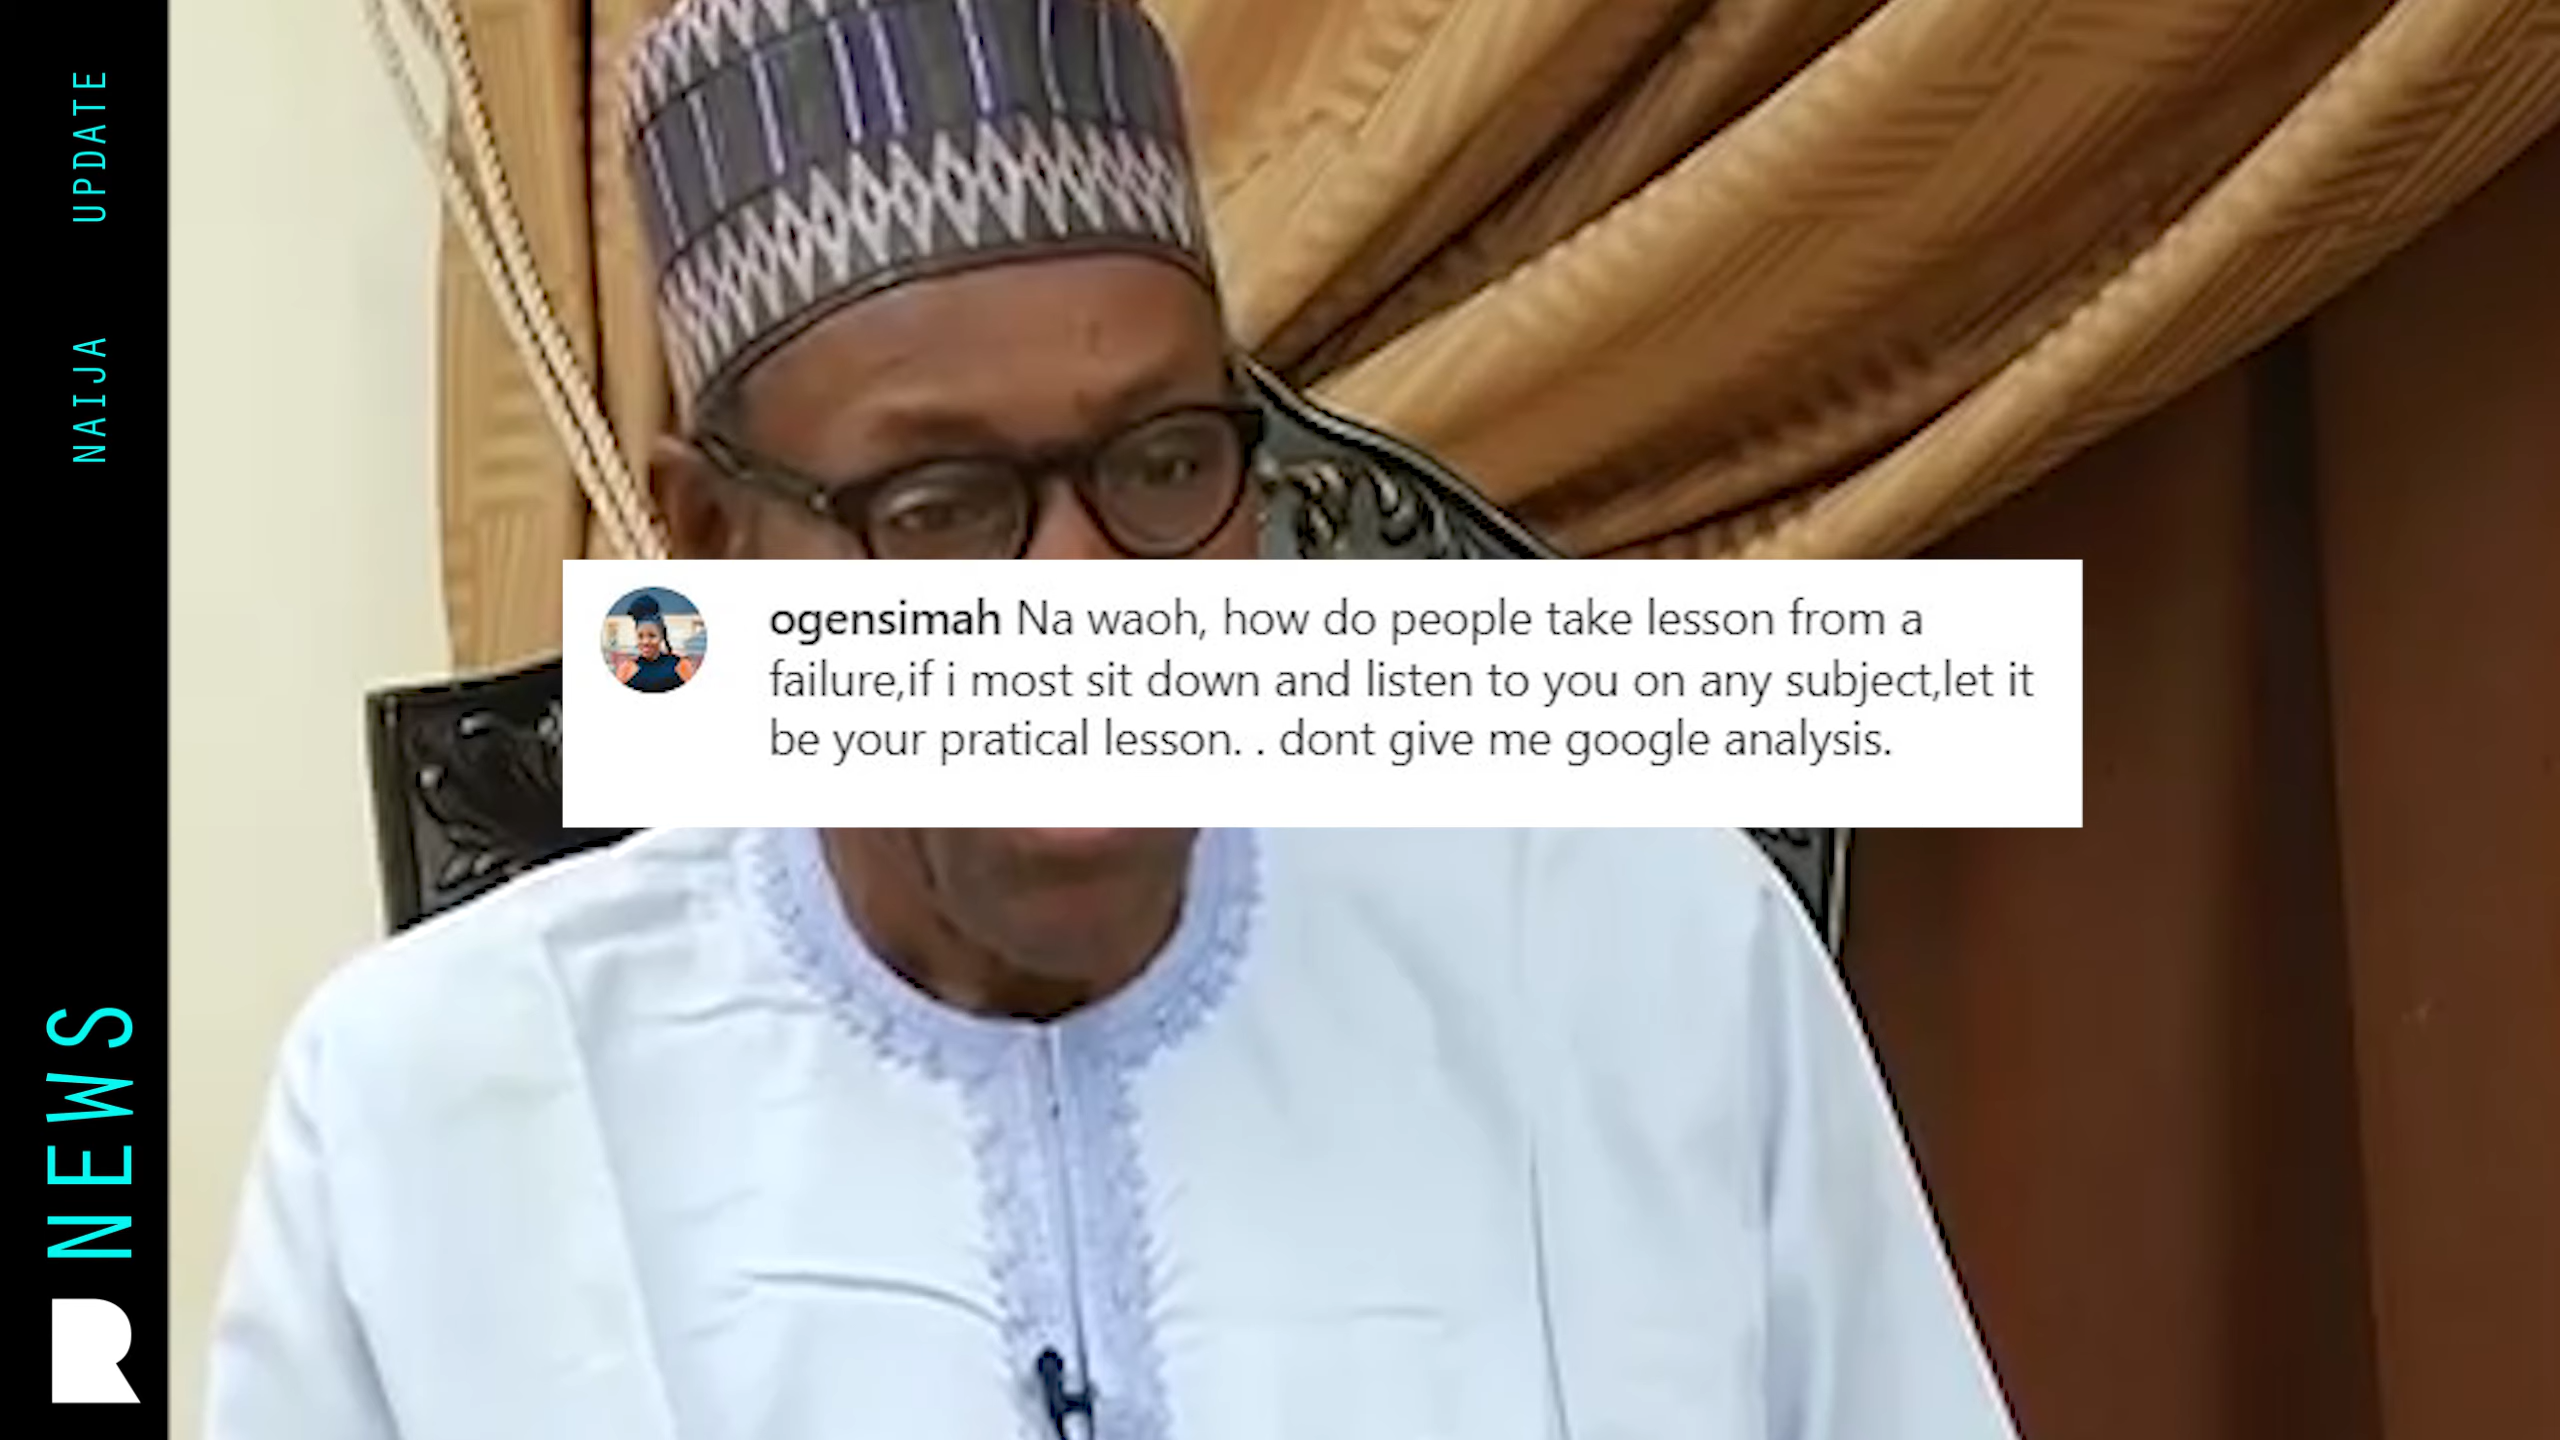 NAIJA UPDATE
NEWS
R
ogensimah Na waoh, how do people take lesson from a
failure,if i most sit down and listen to you on any subject,let it
be your pratical lesson. . dont give me google analysis.